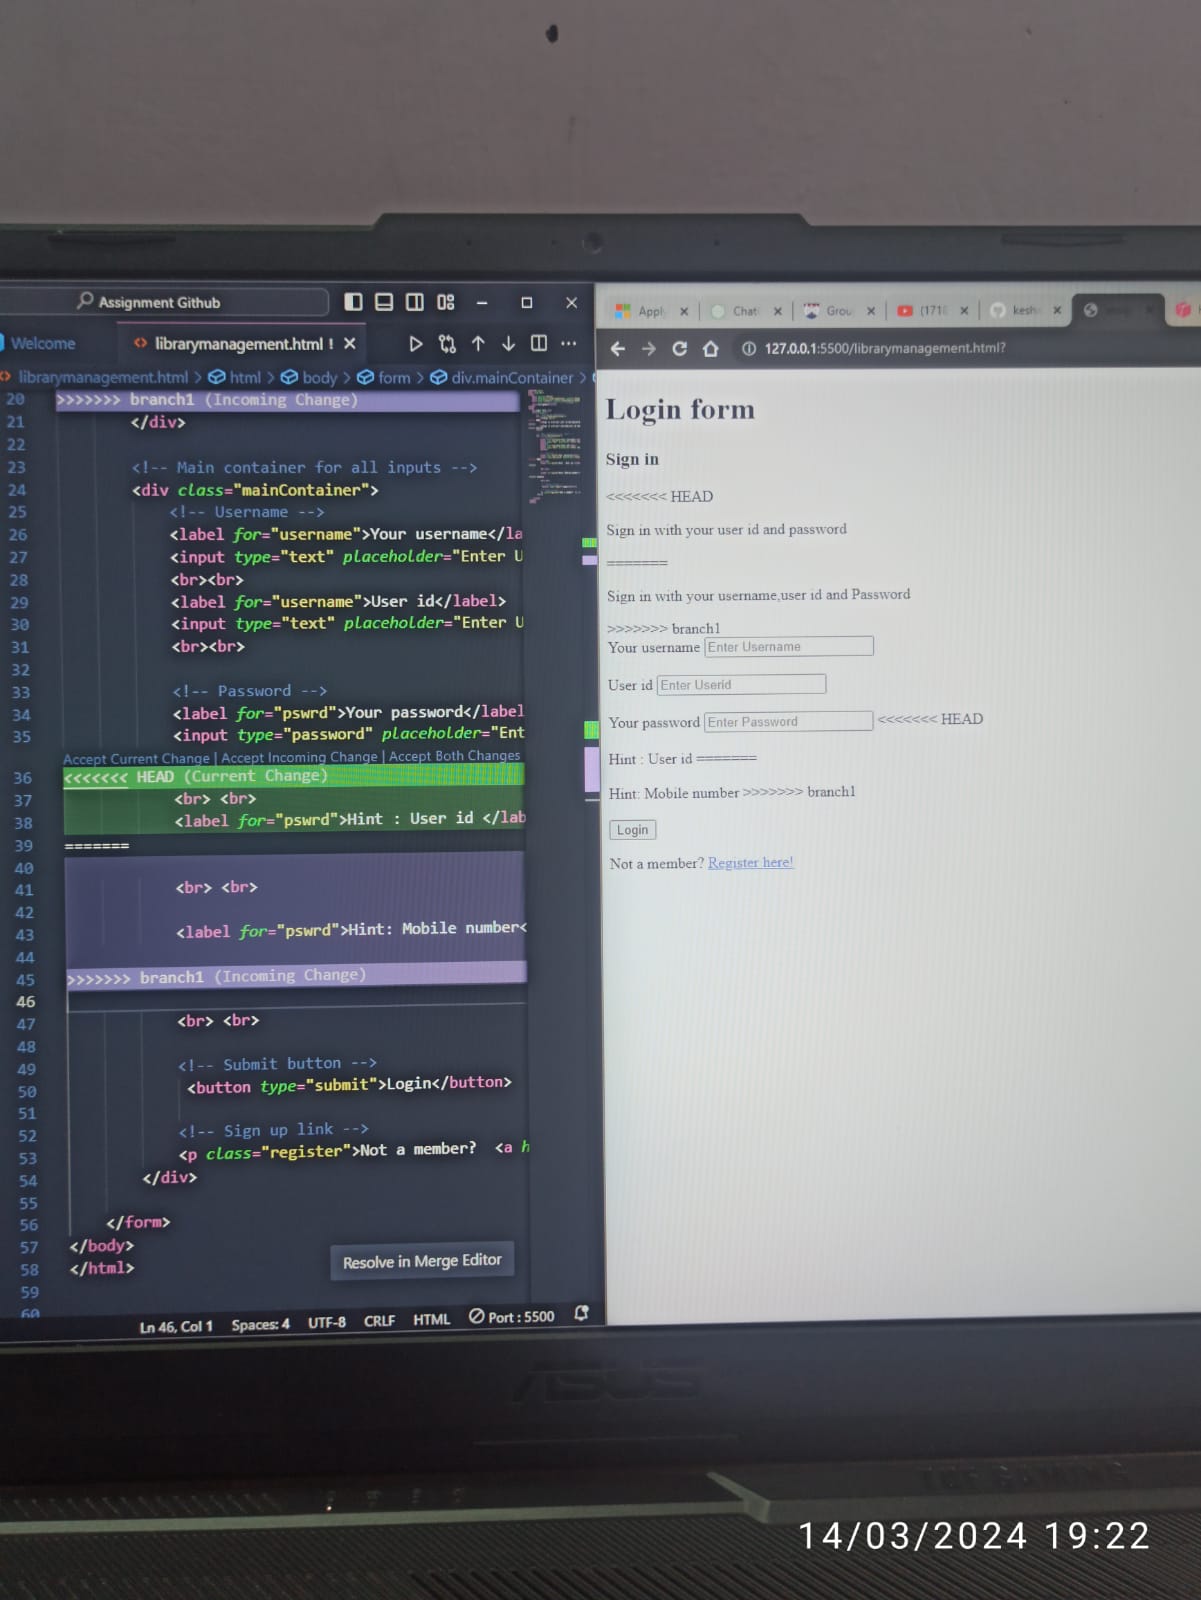 Assignment Github
Welcome
librarymanagement.html !
librarymanagement.html > html > body > form > div.mainContainer >
20 >>>>>>> branch1 (Incoming Change)
21 </div>
22
23 <!-- Main container for all inputs -->
24 <div class="mainContainer">
25 <!-- Username -->
26 <label for="username">Your username</la
27 <input type="text" placeholder="Enter U
28 <br><br>
29 <label for="username">User id</label>
30 <input type="text" placeholder="Enter U
31 <br><br>
32
33 <!-- Password -->
34 <label for="pswrd">Your password</label
35 <input type="password" placeholder="Ent
Accept Current Change | Accept Incoming Change | Accept Both Changes
36 <<<<<<< HEAD (Current Change)
37 <br> <br>
38 <label for="pswrd">Hint : User id </lab
39 =======
40
41 <br> <br>
42
43 <label for="pswrd">Hint: Mobile number<
44
45 >>>>>>> branch1 (Incoming Change)
46
47 <br> <br>
48
49 <!-- Submit button -->
50 <button type="submit">Login</button>
51
52 <!-- Sign up link -->
53 <p class="register">Not a member?  <a h
54 </div>
55
56 </form>
57 </body>
58 </html>
59
60
Resolve in Merge Editor
Ln 46, Col 1 Spaces: 4 UTF-8 CRLF HTML Port : 5500
Apply Chat Grou (171 kesh
127.0.0.1:5500/librarymanagement.html?
Login form
Sign in
<<<<<<< HEAD
Sign in with your user id and password
=======
Sign in with your username,user id and Password
>>>>>>> branch1
Your username Enter Username
User id Enter Userid
Your password Enter Password <<<<<<< HEAD
Hint : User id =======
Hint: Mobile number >>>>>>> branch1
Login
Not a member? Register here!
ASUS
TUF GAMING
14/03/2024 19:22